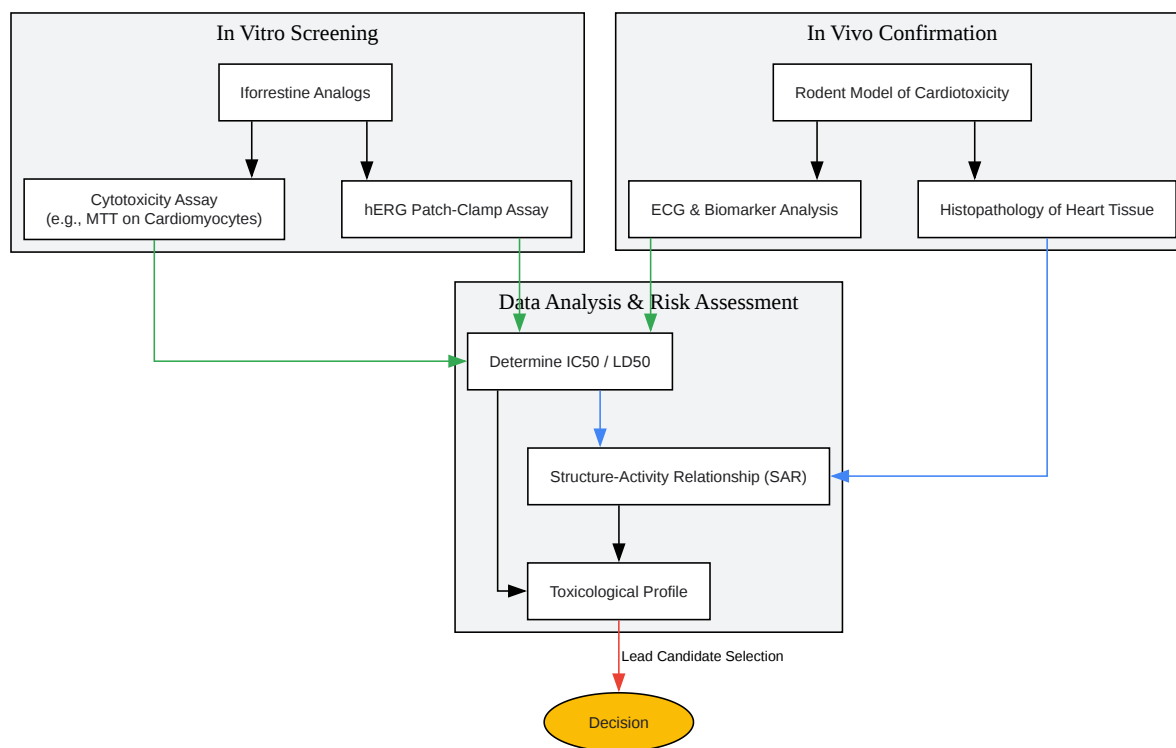 In Vitro Screening
Iforrestine Analogs
Cytotoxicity Assay
(e.g., MTT on Cardiomyocytes)
hERG Patch-Clamp Assay
In Vivo Confirmation
Rodent Model of Cardiotoxicity
ECG & Biomarker Analysis
Histopathology of Heart Tissue
Data Analysis & Risk Assessment
Determine IC50 / LD50
Structure-Activity Relationship (SAR)
Toxicological Profile
Lead Candidate Selection
Decision